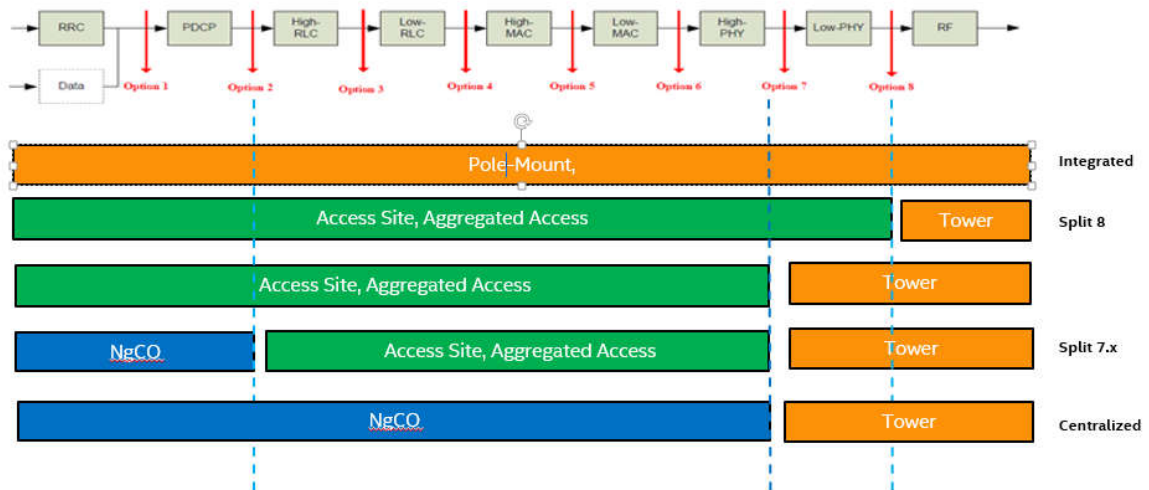 RRC
PDCP
High-
RLC
Low-
RLC
High-
MAC
Low-
MAC
High-
PHY
Low-PHY
RF
Data
Option 1
Option 2
Option 3
Option 4
Option 5
Option 6
Option 7
Option 8
Pole-Mount,
Integrated
Access Site, Aggregated Access
Tower
Split 8
Access Site, Aggregated Access
Tower
NgCO
Access Site, Aggregated Access
Tower
Split 7.x
NgCO
Tower
Centralized